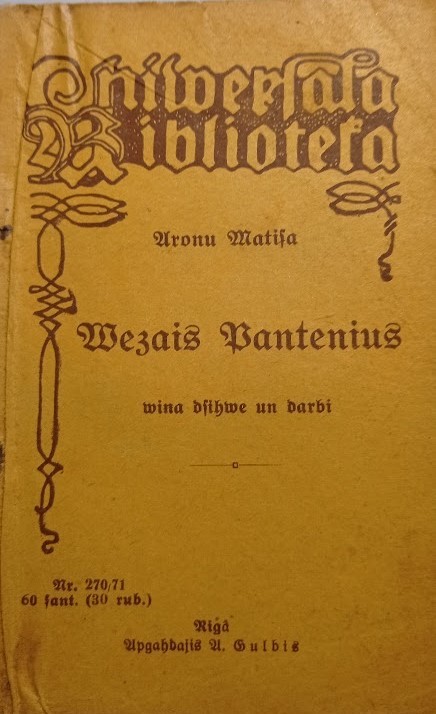 Uniwersala
Biblioteka
Aronu Matiſa
Wezais Pantenius
wina dſihwe un darbi
Nr. 270/71
60 ſant. (30 rub.)
Rigâ
Apgahdajis A. Gulbis